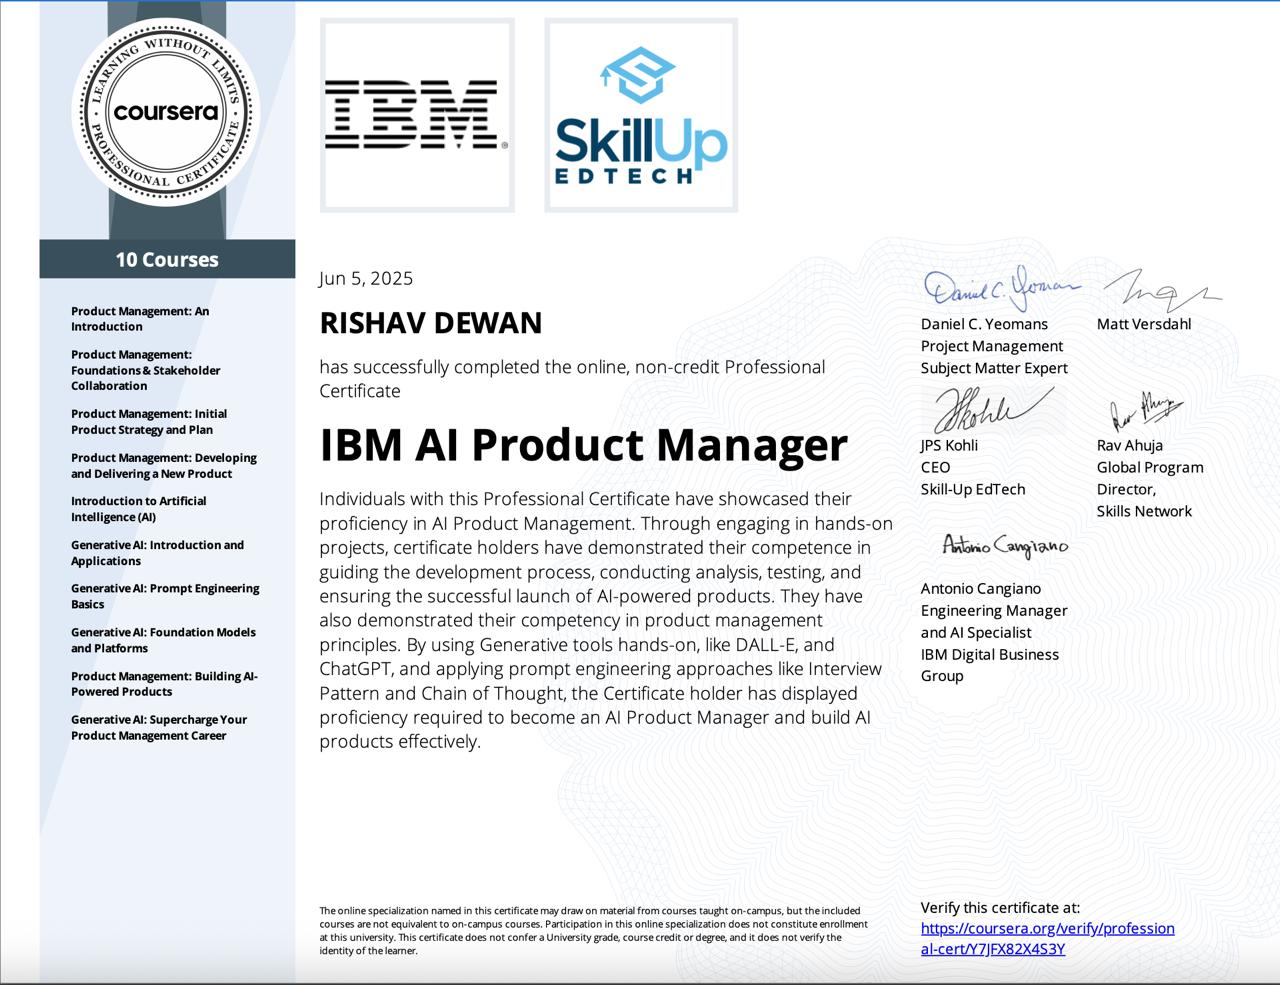 LEARNING WITHOUT LIMITS
coursera
PROFESSIONAL CERTIFICATE
IBM®
SkillUp
EDTECH
10 Courses
Product Management: An
Introduction
Product Management:
Foundations & Stakeholder
Collaboration
Product Management: Initial
Product Strategy and Plan
Product Management: Developing
and Delivering a New Product
Introduction to Artificial
Intelligence (AI)
Generative AI: Introduction and
Applications
Generative AI: Prompt Engineering
Basics
Generative AI: Foundation Models
and Platforms
Product Management: Building AI-
Powered Products
Generative AI: Supercharge Your
Product Management Career
Jun 5, 2025
RISHAV DEWAN
has successfully completed the online, non-credit Professional
Certificate
IBM AI Product Manager
Individuals with this Professional Certificate have showcased their
proficiency in AI Product Management. Through engaging in hands-on
projects, certificate holders have demonstrated their competence in
guiding the development process, conducting analysis, testing, and
ensuring the successful launch of AI-powered products. They have
also demonstrated their competency in product management
principles. By using Generative tools hands-on, like DALL-E, and
ChatGPT, and applying prompt engineering approaches like Interview
Pattern and Chain of Thought, the Certificate holder has displayed
proficiency required to become an AI Product Manager and build AI
products effectively.
Daniel C. Yeomans
Daniel C. Yeomans
Project Management
Subject Matter Expert
Matt Versdahl
JPS Kohli
CEO
Skill-Up EdTech
Rav Ahuja
Rav Ahuja
Global Program
Director,
Skills Network
Antonio Cangiano
Antonio Cangiano
Engineering Manager
and AI Specialist
IBM Digital Business
Group
The online specialization named in this certificate may draw on material from courses taught on-campus, but the included
courses are not equivalent to on-campus courses. Participation in this online specialization does not constitute enrollment
at this university. This certificate does not confer a University grade, course credit or degree, and it does not verify the
identity of the learner.
Verify this certificate at:
https://coursera.org/verify/profession
al-cert/Y7JFX82X4S3Y